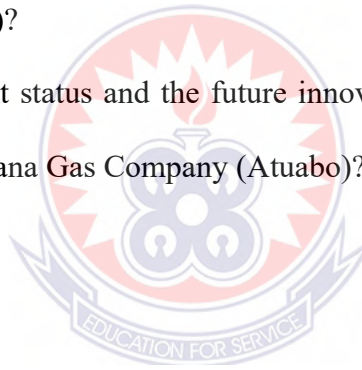 )?
t status and the future innov
ana Gas Company (Atuabo)?
EDUCATION FOR SERVICE